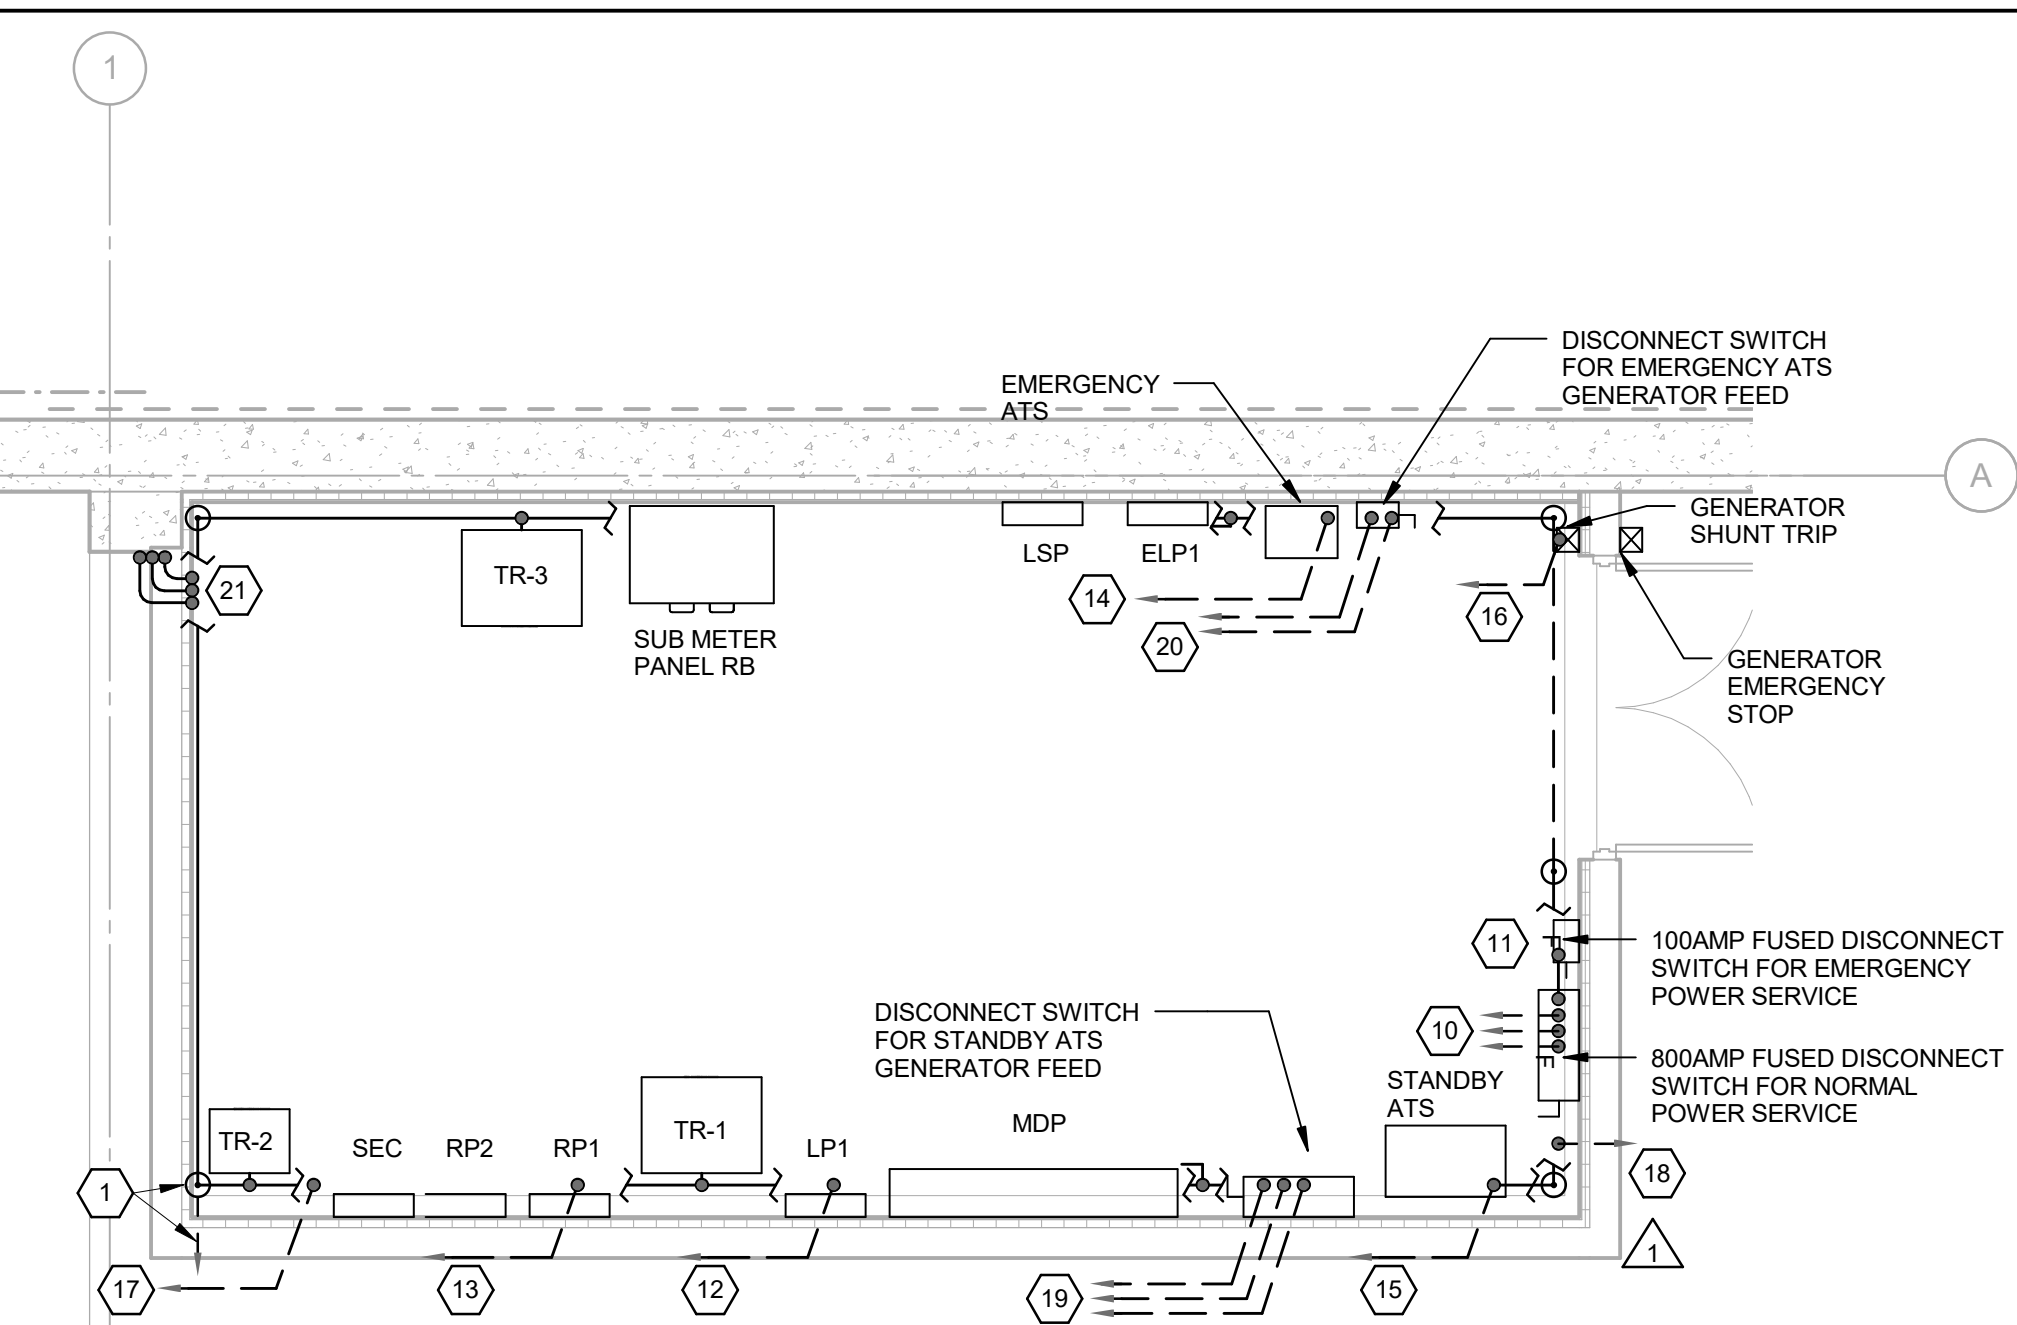 1
DISCONNECT SWITCH
FOR EMERGENCY ATS
GENERATOR FEED
EMERGENCY
ATS
A
GENERATOR
SHUNT TRIP
LSP
ELP1
TR-3
21
14
16
20
SUB METER
PANEL RB
GENERATOR
EMERGENCY
STOP
11
100AMP FUSED DISCONNECT
SWITCH FOR EMERGENCY
POWER SERVICE
DISCONNECT SWITCH
FOR STANDBY ATS
GENERATOR FEED
10
F
800AMP FUSED DISCONNECT
SWITCH FOR NORMAL
POWER SERVICE
STANDBY
ATS
MDP
TR-2
SEC
RP2
RP1
TR-1
LP1
1
18
1
17
13
12
19
15